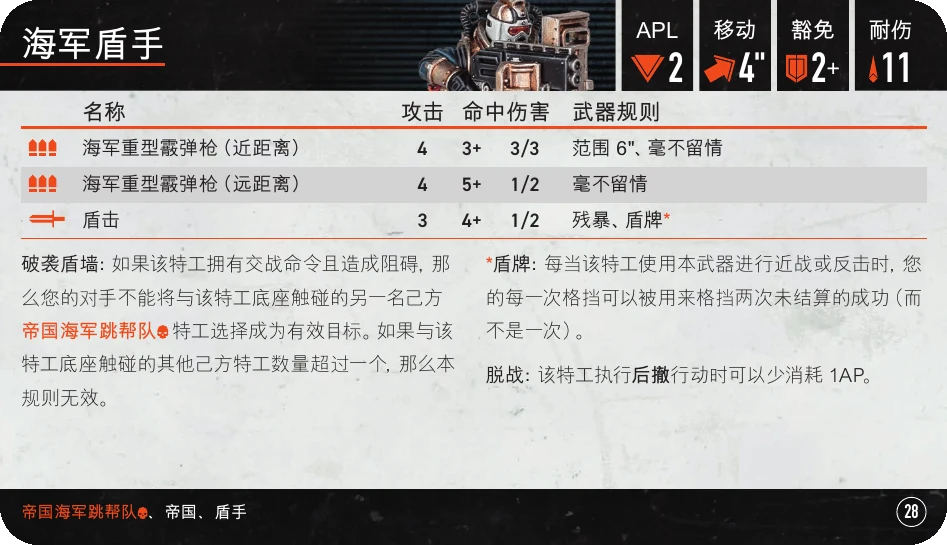 海军盾手
APL 移动 豁免 耐伤
2 4" 2+ 11
名称 攻击 命中 伤害 武器规则
海军重型霰弹枪（近距离） 4 3+ 3/3 范围 6"、毫不留情
海军重型霰弹枪（远距离） 4 5+ 1/2 毫不留情
盾击 3 4+ 1/2 残暴、盾牌*
破袭盾墙：如果该特工拥有交战命令且造成阻碍，那
么您的对手不能将与该特工底座触碰的另一名己方
帝国海军跳帮队特工选择成为有效目标。如果与该
特工底座触碰的其他己方特工数量超过一个，那么本
规则无效。
*盾牌：每当该特工使用本武器进行近战或反击时，您
的每一次格挡可以被用来格挡两次未结算的成功（而
不是一次）。
脱战：该特工执行后撤行动时可以少消耗 1AP。
帝国海军跳帮队、帝国、盾手
28